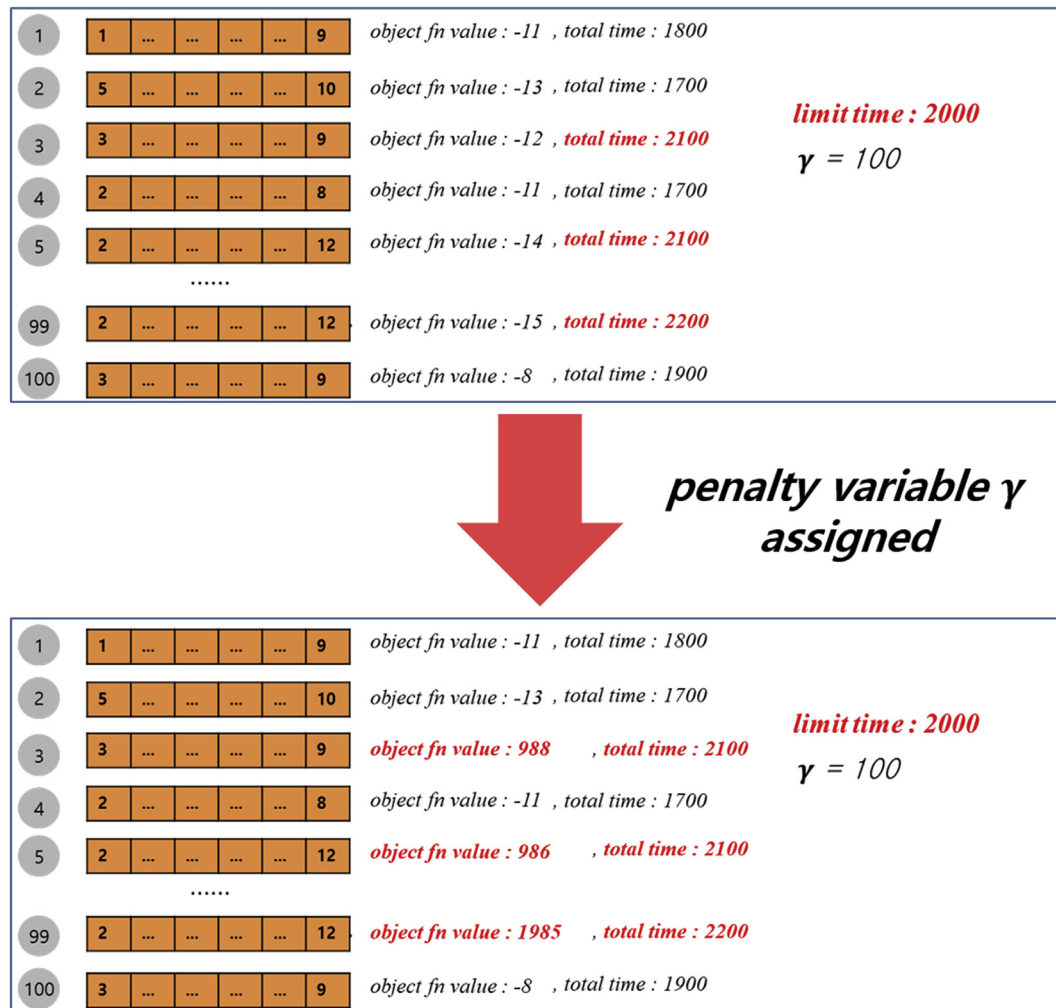 1 1 ... ... ... ... 9 object fn value : -11 , total time : 1800
2 5 ... ... ... ... 10 object fn value : -13 , total time : 1700
3 3 ... ... ... ... 9 object fn value : -12 , total time : 2100
4 2 ... ... ... ... 8 object fn value : -11 , total time : 1700
5 2 ... ... ... ... 12 object fn value : -14 , total time : 2100
......
99 2 ... ... ... ... 12 object fn value : -15 , total time : 2200
100 3 ... ... ... ... 9 object fn value : -8 , total time : 1900
limit time : 2000
γ = 100
penalty variable γ
assigned
1 1 ... ... ... ... 9 object fn value : -11 , total time : 1800
2 5 ... ... ... ... 10 object fn value : -13 , total time : 1700
3 3 ... ... ... ... 9 object fn value : 988 , total time : 2100
4 2 ... ... ... ... 8 object fn value : -11 , total time : 1700
5 2 ... ... ... ... 12 object fn value : 986 , total time : 2100
......
99 2 ... ... ... ... 12 object fn value : 1985 , total time : 2200
100 3 ... ... ... ... 9 object fn value : -8 , total time : 1900
limit time : 2000
γ = 100